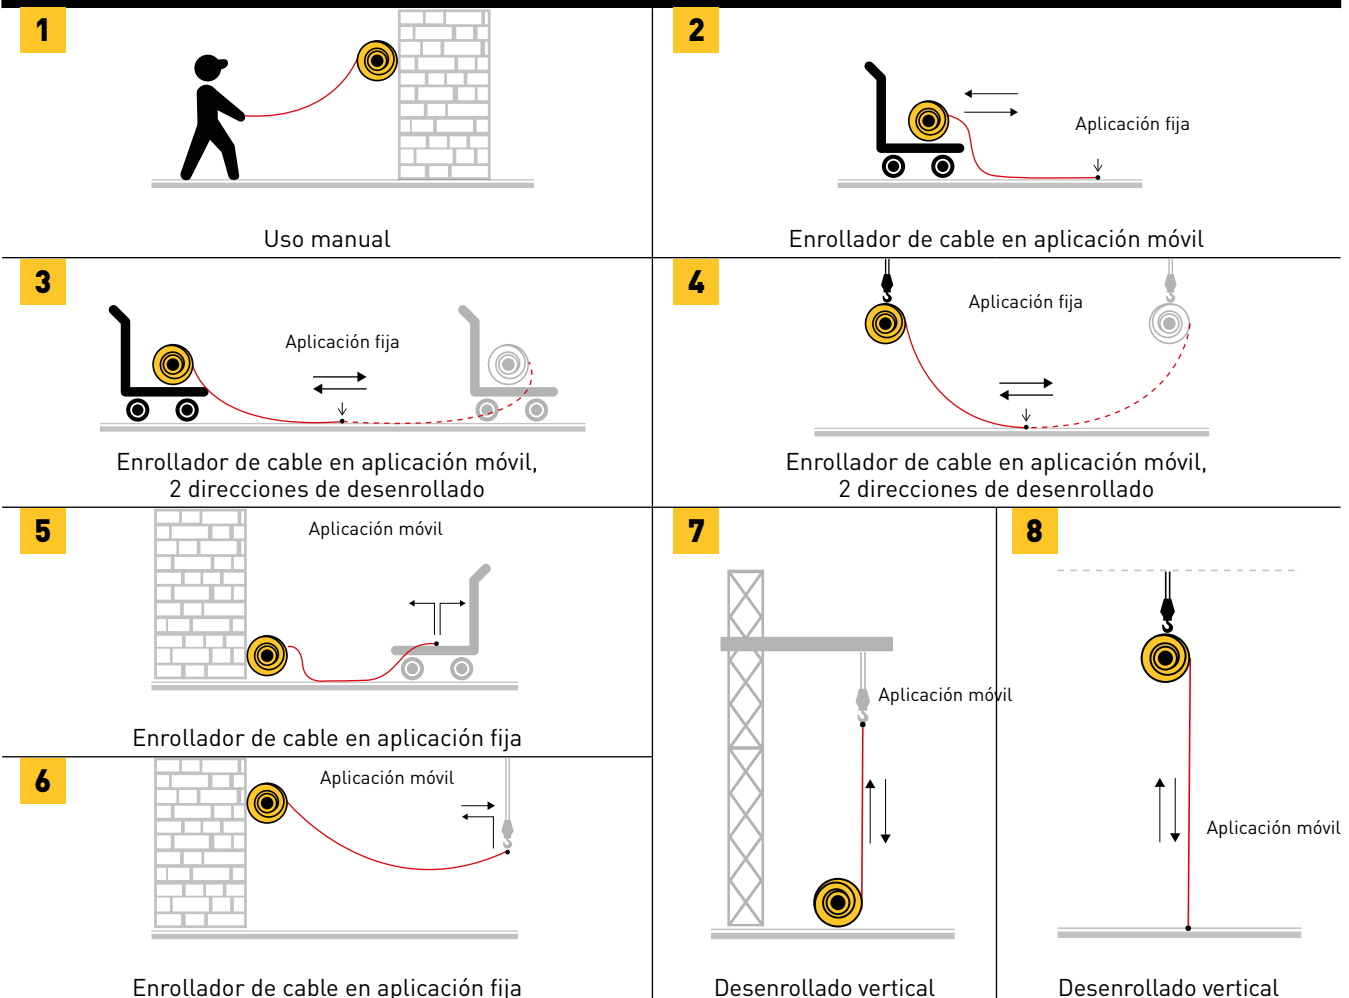 1
Uso manual
2
Aplicación fija
Enrollador de cable en aplicación móvil
3
Aplicación fija
Enrollador de cable en aplicación móvil,
2 direcciones de desenrollado
4
Aplicación fija
Enrollador de cable en aplicación móvil,
2 direcciones de desenrollado
5
Aplicación móvil
Enrollador de cable en aplicación fija
6
Aplicación móvil
Enrollador de cable en aplicación fija
7
Aplicación móvil
Desenrollado vertical
8
Aplicación móvil
Desenrollado vertical